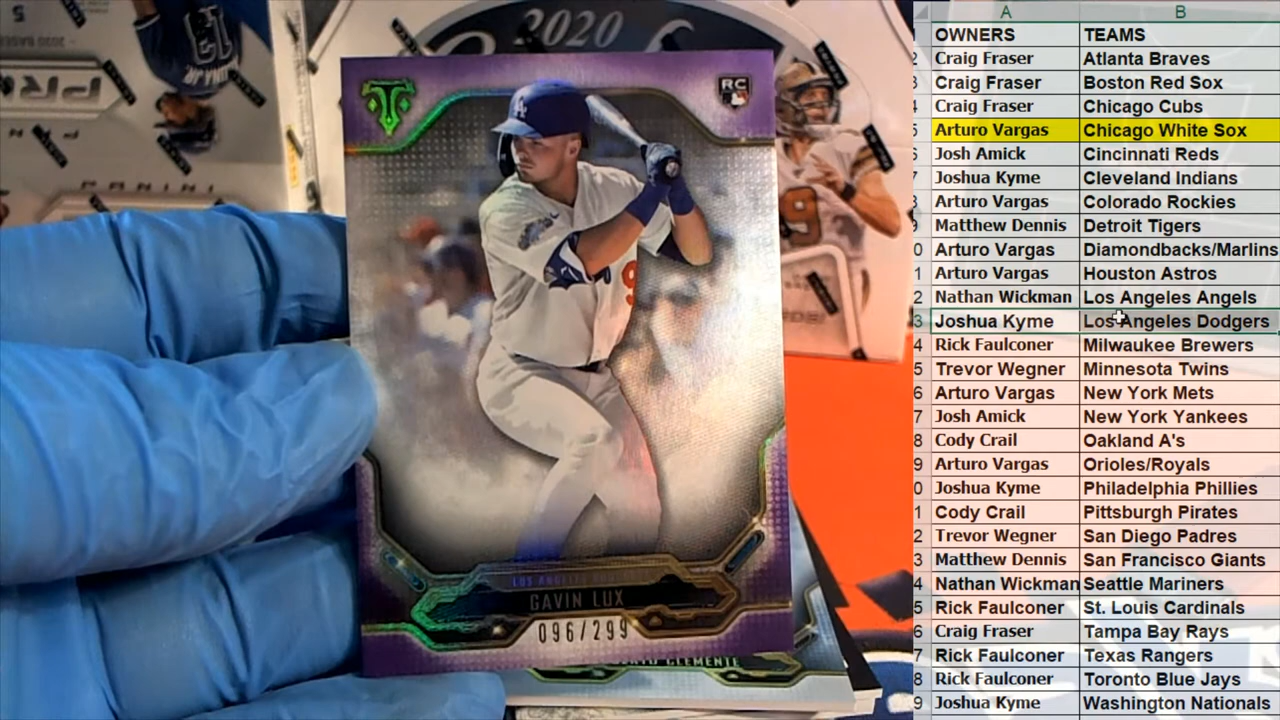 2020
PANINI
RC
LA
9
LOS ANGELES
GAVIN LUX
096/299
CLEMENTE
A B
OWNERS TEAMS
Craig Fraser Atlanta Braves
Craig Fraser Boston Red Sox
Craig Fraser Chicago Cubs
Arturo Vargas Chicago White Sox
Josh Amick Cincinnati Reds
Joshua Kyme Cleveland Indians
Arturo Vargas Colorado Rockies
Matthew Dennis Detroit Tigers
Arturo Vargas Diamondbacks/Marlins
Arturo Vargas Houston Astros
Nathan Wickman Los Angeles Angels
Joshua Kyme Los Angeles Dodgers
Rick Faulconer Milwaukee Brewers
Trevor Wegner Minnesota Twins
Arturo Vargas New York Mets
Josh Amick New York Yankees
Cody Crail Oakland A's
Arturo Vargas Orioles/Royals
Joshua Kyme Philadelphia Phillies
Cody Crail Pittsburgh Pirates
Trevor Wegner San Diego Padres
Matthew Dennis San Francisco Giants
Nathan Wickman Seattle Mariners
Rick Faulconer St. Louis Cardinals
Craig Fraser Tampa Bay Rays
Rick Faulconer Texas Rangers
Rick Faulconer Toronto Blue Jays
Joshua Kyme Washington Nationals